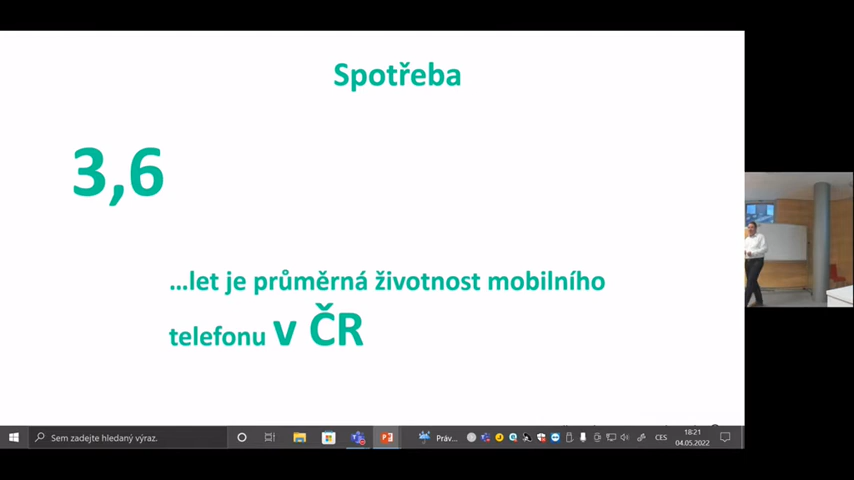 Spotřeba
3,6
…let je průměrná životnost mobilního
telefonu v ČR
Sem zadejte hledaný výraz.
Práv...
CES
18:21
04.05.2022